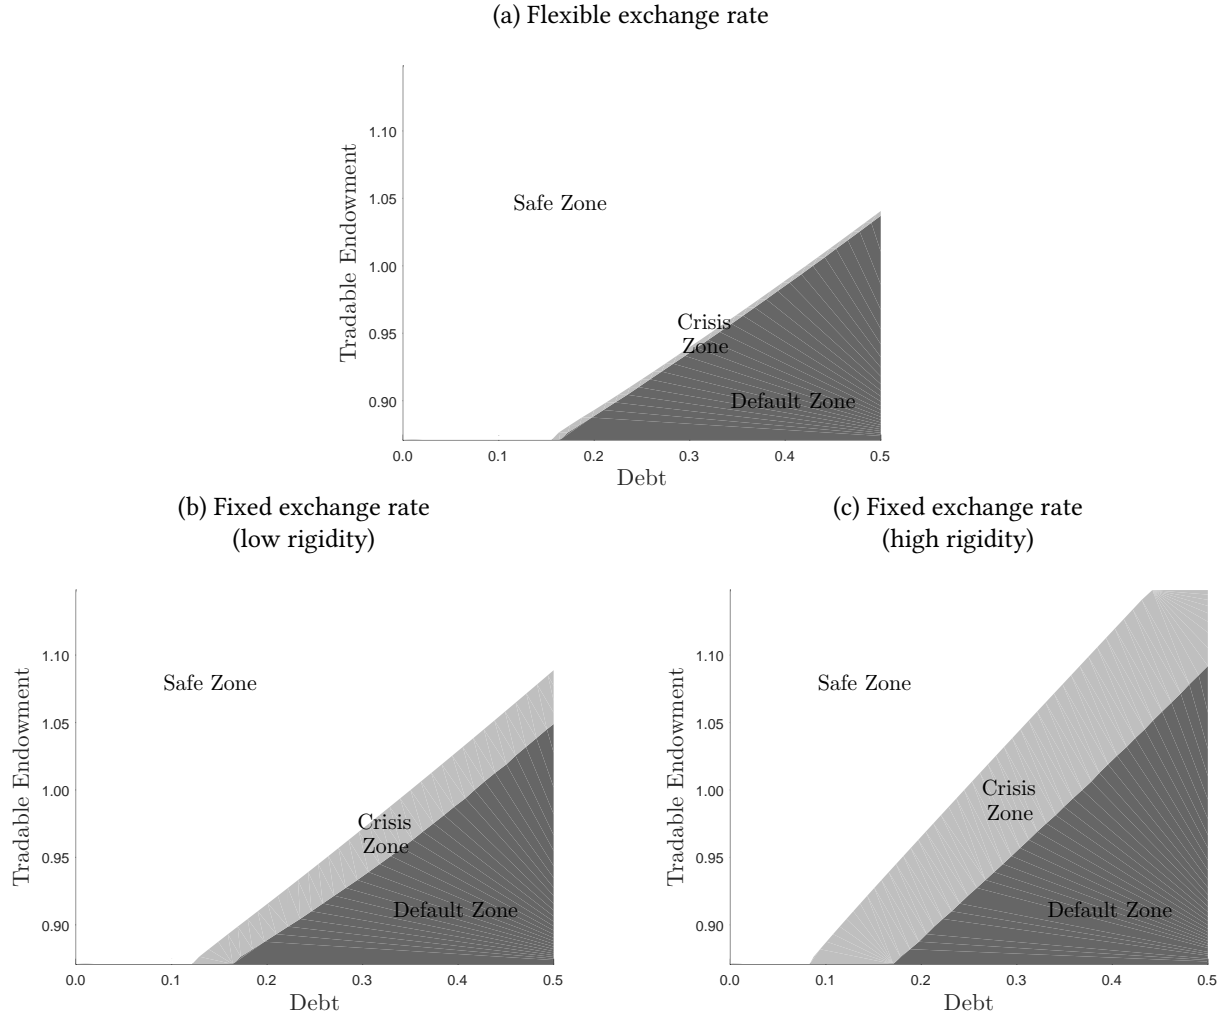 (a) Flexible exchange rate
Tradable Endowment
1.10
1.05
1.00
0.95
0.90
Safe Zone
Crisis
Zone
Default Zone
0.0 0.1 0.2 0.3 0.4 0.5
Debt
(b) Fixed exchange rate
(low rigidity)
Tradable Endowment
1.10
1.05
1.00
0.95
0.90
Safe Zone
Crisis
Zone
Default Zone
0.0 0.1 0.2 0.3 0.4 0.5
Debt
(c) Fixed exchange rate
(high rigidity)
Tradable Endowment
1.10
1.05
1.00
0.95
0.90
Safe Zone
Crisis
Zone
Default Zone
0.0 0.1 0.2 0.3 0.4 0.5
Debt